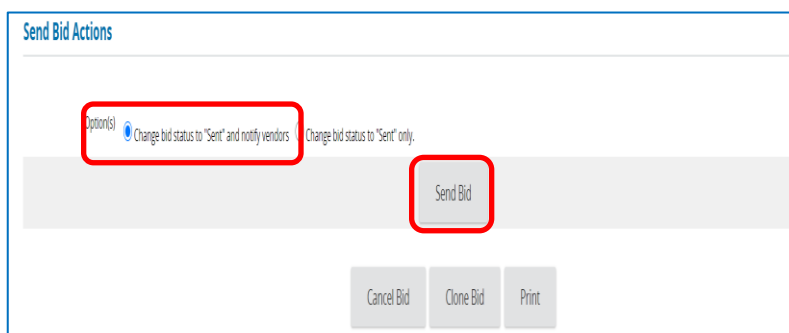 Send Bid Actions
Option(s) Change bid status to "Sent" and notify vendors Change bid status to "Sent" only.
Send Bid
Cancel Bid Clone Bid Print